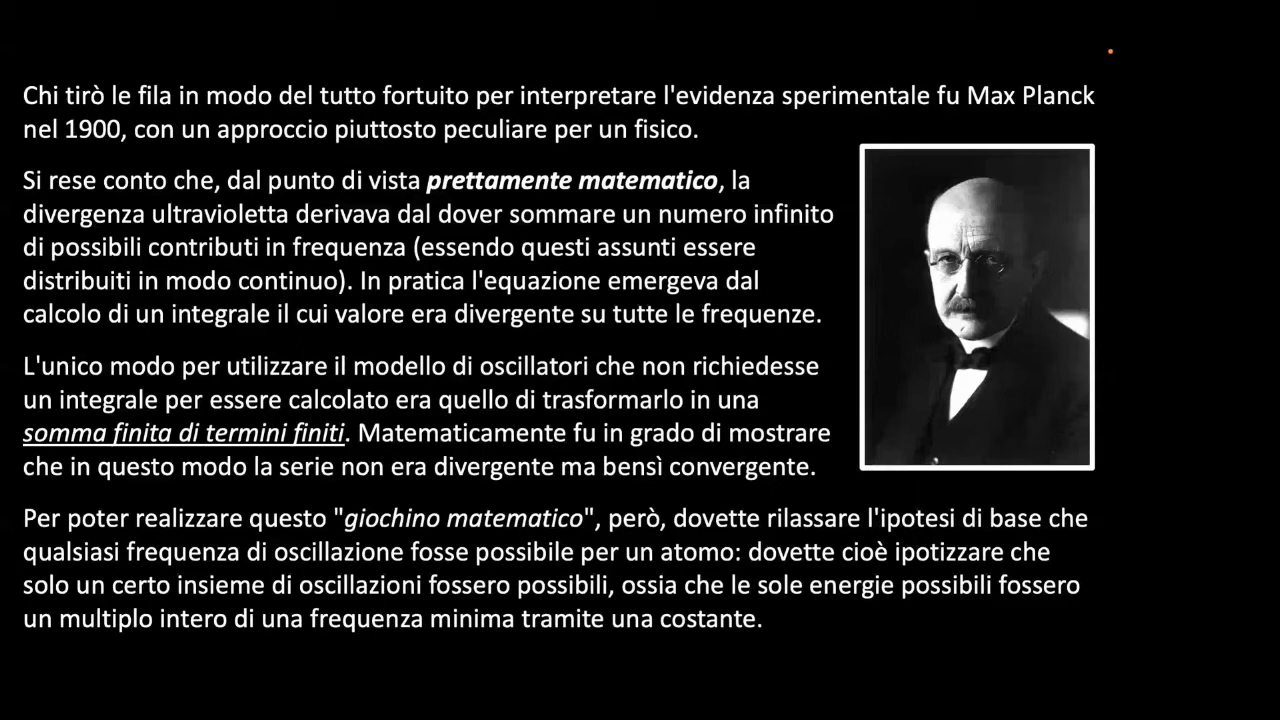 Chi tirò le fila in modo del tutto fortuito per interpretare l'evidenza sperimentale fu Max Planck
nel 1900, con un approccio piuttosto peculiare per un fisico.
Si rese conto che, dal punto di vista prettamente matematico, la
divergenza ultravioletta derivava dal dover sommare un numero infinito
di possibili contributi in frequenza (essendo questi assunti essere
distribuiti in modo continuo). In pratica l'equazione emergeva dal
calcolo di un integrale il cui valore era divergente su tutte le frequenze.
L'unico modo per utilizzare il modello di oscillatori che non richiedesse
un integrale per essere calcolato era quello di trasformarlo in una
somma finita di termini finiti. Matematicamente fu in grado di mostrare
che in questo modo la serie non era divergente ma bensì convergente.
Per poter realizzare questo "giochino matematico", però, dovette rilassare l'ipotesi di base che
qualsiasi frequenza di oscillazione fosse possibile per un atomo: dovette cioè ipotizzare che
solo un certo insieme di oscillazioni fossero possibili, ossia che le sole energie possibili fossero
un multiplo intero di una frequenza minima tramite una costante.